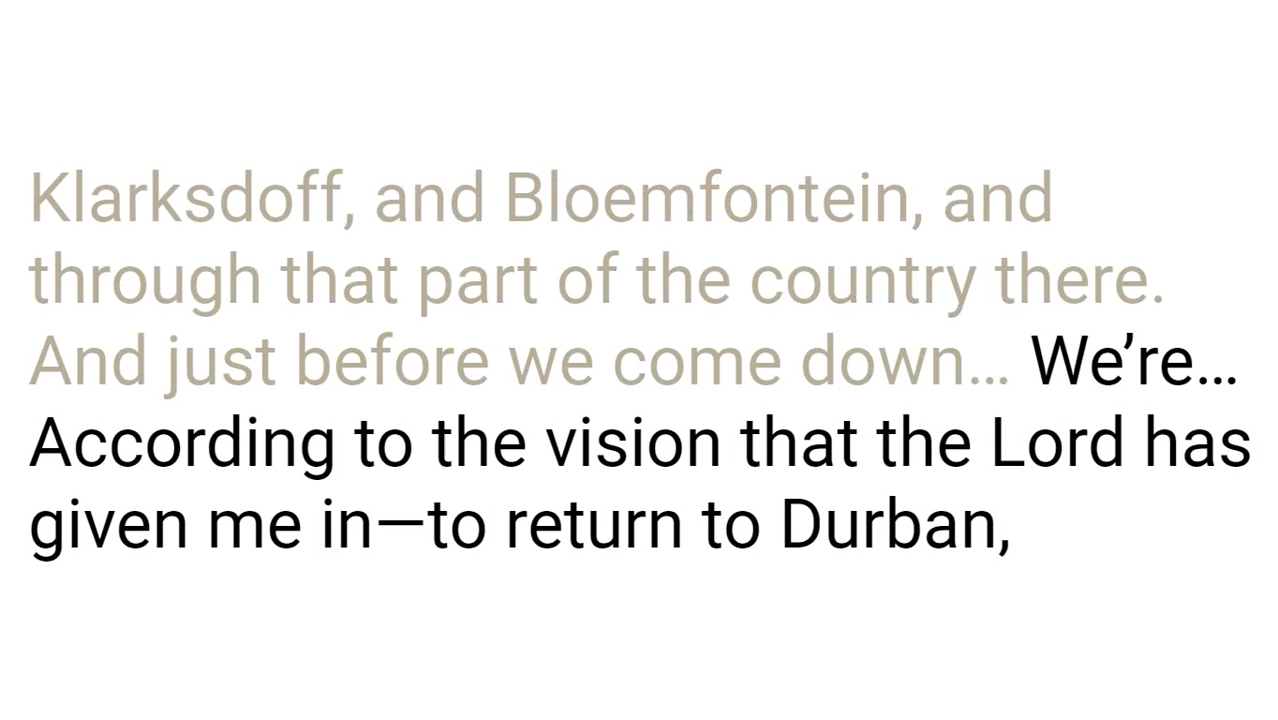 Klarksdoff, and Bloemfontein, and
through that part of the country there.
And just before we come down… We’re…
According to the vision that the Lord has
given me in—to return to Durban,